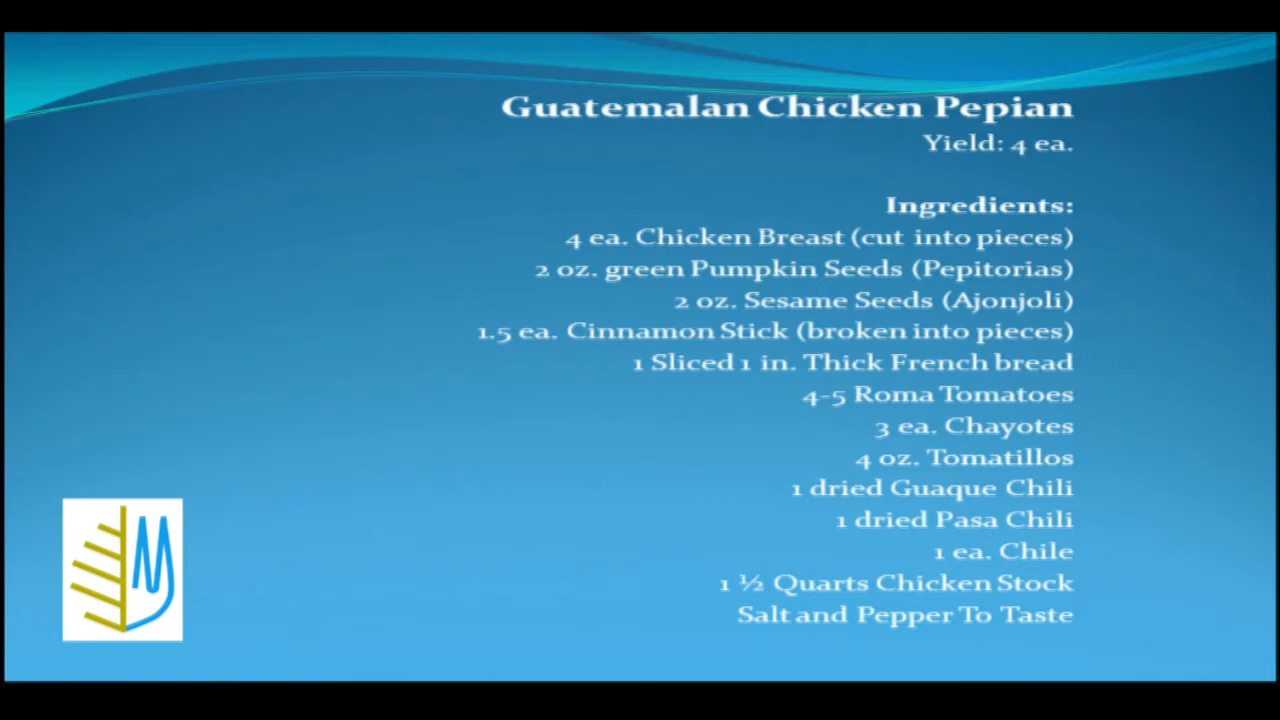 Guatemalan Chicken Pepian
Yield: 4 ea.
Ingredients:
4 ea. Chicken Breast (cut into pieces)
2 oz. green Pumpkin Seeds (Pepitorias)
2 oz. Sesame Seeds (Ajonjoli)
1.5 ea. Cinnamon Stick (broken into pieces)
1 Sliced 1 in. Thick French bread
4-5 Roma Tomatoes
3 ea. Chayotes
4 oz. Tomatillos
1 dried Guaque Chili
1 dried Pasa Chili
1 ea. Chile
1 ½ Quarts Chicken Stock
Salt and Pepper To Taste